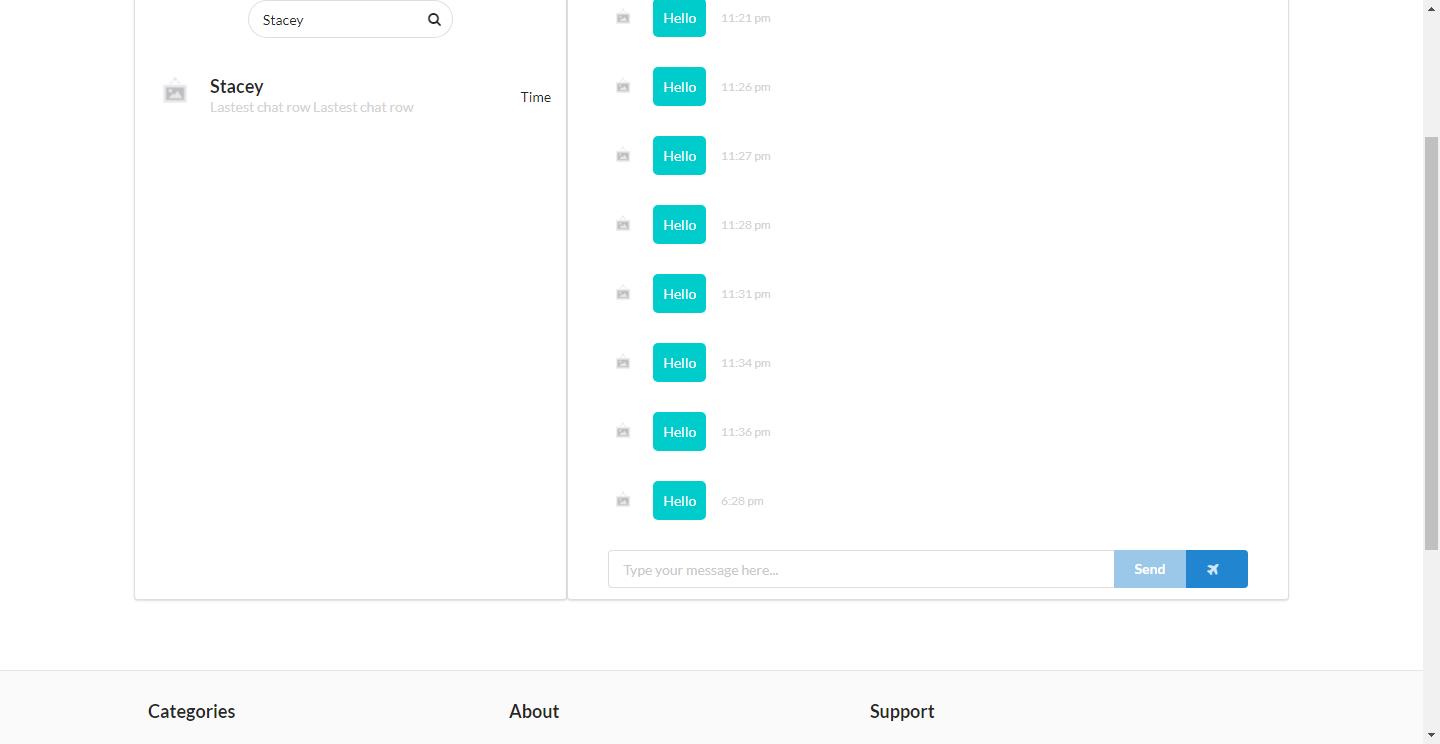 Stacey
Stacey
Lastest chat row Lastest chat row
Time
Hello 11:21 pm
Hello 11:26 pm
Hello 11:27 pm
Hello 11:28 pm
Hello 11:31 pm
Hello 11:34 pm
Hello 11:36 pm
Hello 6:28 pm
Type your message here... Send
Categories About Support